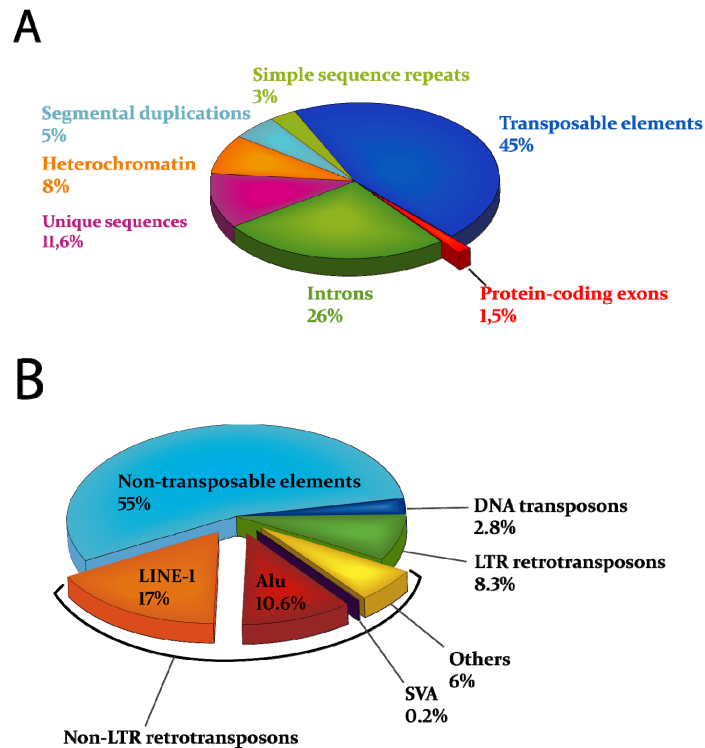 A
Simple sequence repeats
3%
Segmental duplications
5%
Transposable elements
45%
Heterochromatin
8%
Unique sequences
11,6%
Introns
26%
Protein-coding exons
1,5%
B
Non-transposable elements
55%
DNA transposons
2.8%
LTR retrotransposons
8.3%
LINE-1
17%
Alu
10.6%
Others
6%
SVA
0.2%
Non-LTR retrotransposons